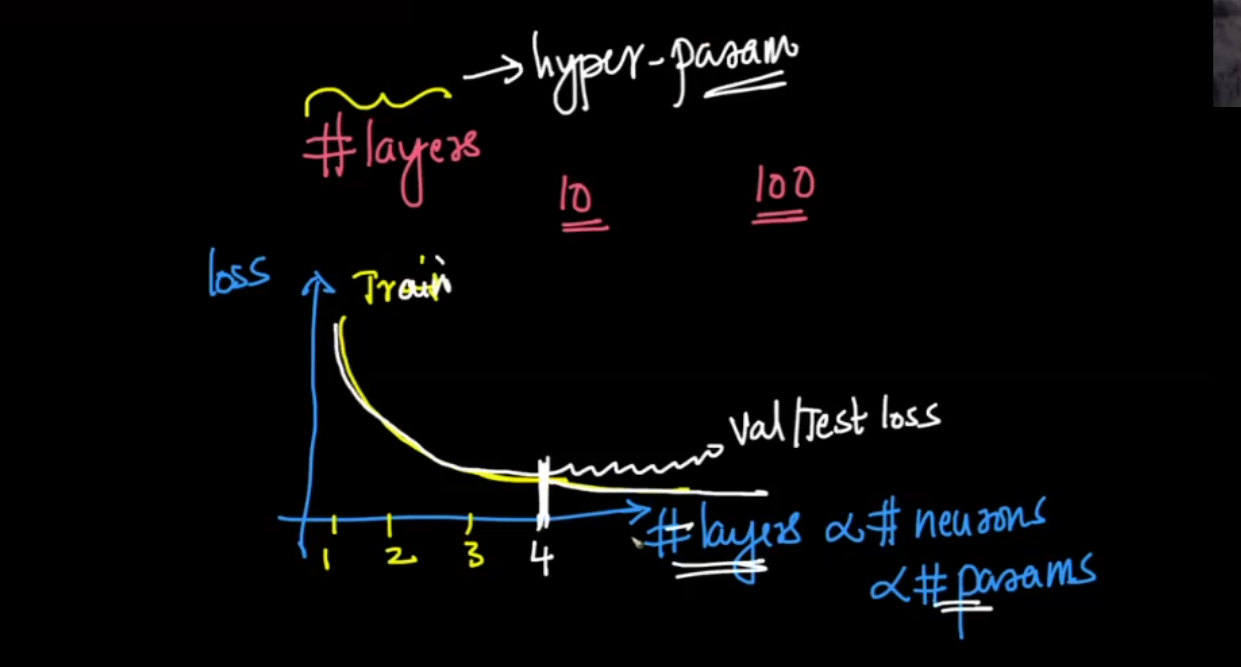 → hyper-param
#layers
10 100
loss
Train
Val/Test loss
1 2 3 4
#layers ∝ # neurons
∝ # params